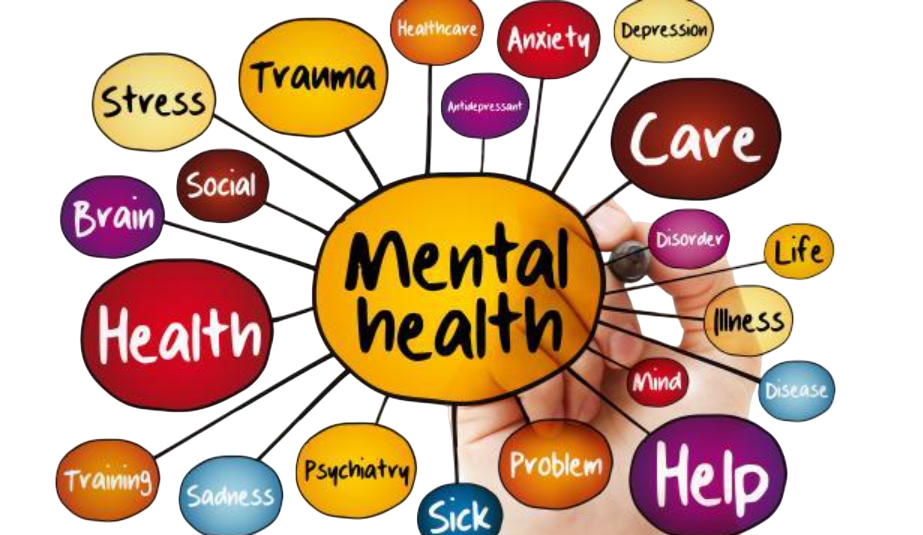 Healthcare
Anxiety
Depression
Trauma
Stress
Antidepressant
Care
Social
Brain
Disorder
Life
Mental
health
Health
Illness
Mind
Disease
Training
Sadness
Psychiatry
Problem
Help
Sick